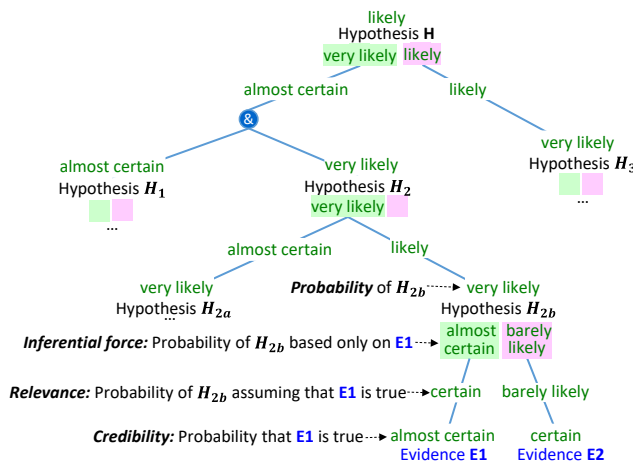 likely
Hypothesis H
very likely likely
almost certain likely
&
almost certain very likely very likely
Hypothesis H1 Hypothesis H2 Hypothesis H3
very likely
... ...
almost certain likely
very likely Probability of H2b very likely
Hypothesis H2a Hypothesis H2b
...
almost barely
Inferential force: Probability of H2b based only on E1 certain likely
Relevance: Probability of H2b assuming that E1 is true certain barely likely
Credibility: Probability that E1 is true almost certain certain
Evidence E1 Evidence E2